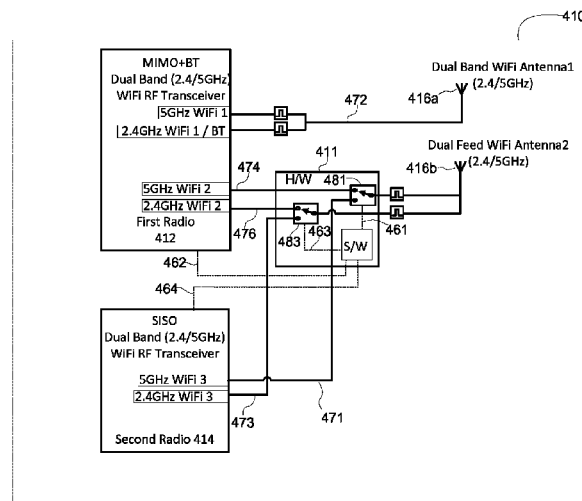 410
MIMO+BT
Dual Band (2.4/5GHz)
WiFi RF Transceiver
5GHz WiFi 1
2.4GHz WiFi 1 / BT
5GHz WiFi 2
2.4GHz WiFi 2
First Radio
412
472
Dual Band WiFi Antenna1
(2.4/5GHz)
416a
Dual Feed WiFi Antenna2
(2.4/5GHz)
416b
411
H/W
481
474
476
483
463
461
S/W
462
464
SISO
Dual Band (2.4/5GHz)
WiFi RF Transceiver
5GHz WiFi 3
2.4GHz WiFi 3
Second Radio 414
473
471